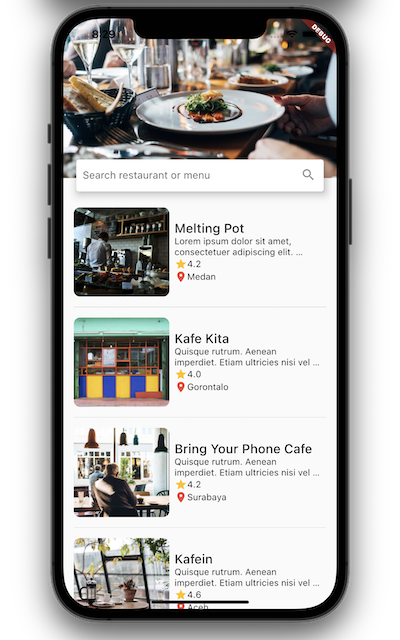 8:29
DEBUG
Search restaurant or menu
Melting Pot
Lorem ipsum dolor sit amet,
consectetuer adipiscing elit. ...
4.2
Medan
Kafe Kita
Quisque rutrum. Aenean
imperdiet. Etiam ultricies nisi vel ...
4.0
Gorontalo
Bring Your Phone Cafe
Quisque rutrum. Aenean
imperdiet. Etiam ultricies nisi vel ...
4.2
Surabaya
Kafein
Quisque rutrum. Aenean
imperdiet. Etiam ultricies nisi vel ...
4.6
Aceh